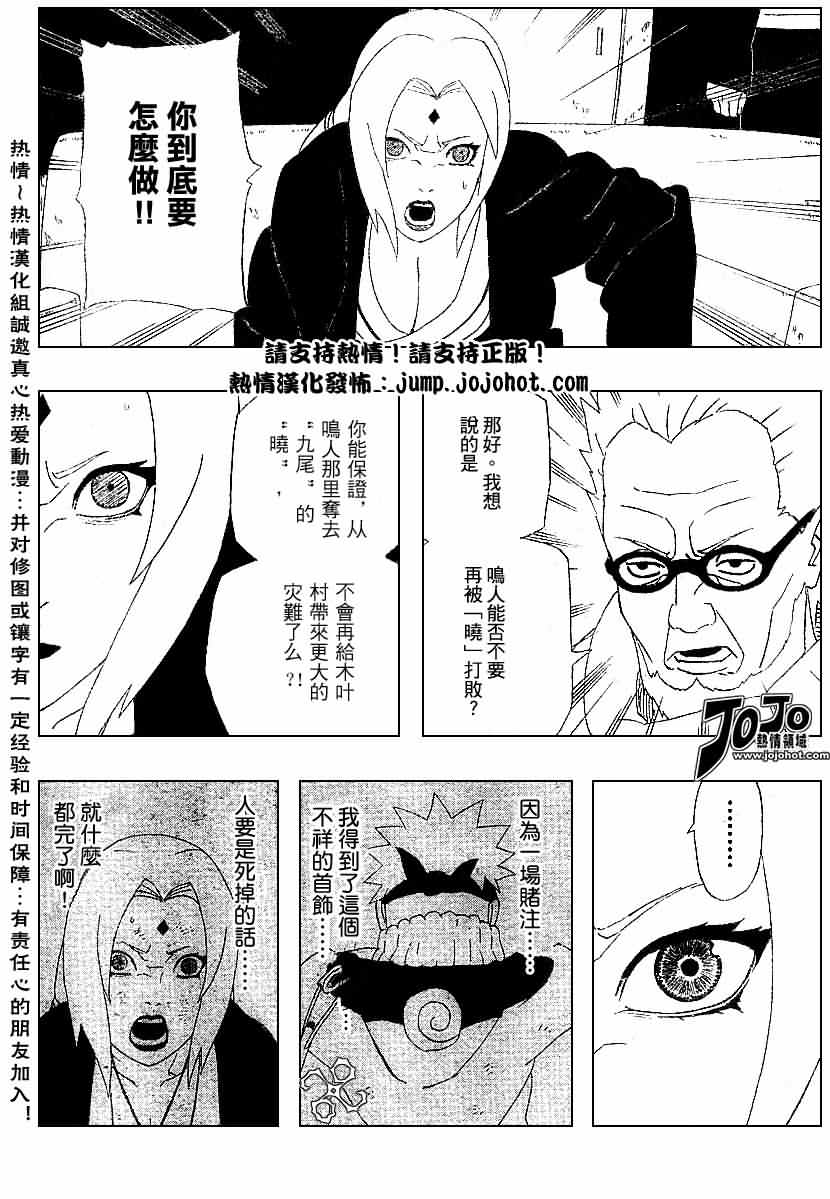 你到底要
怎麼做!!
請支持熱情!請支持正版!
熱情漢化發佈:jump.jojohot.com
那好。我想
說的是
鳴人能否不要
再被「曉」打敗?
你能保證,从
鳴人那里奪去
"九尾"的
"曉",
不會再給木叶
村帶來更大的
灾難了么?!
JOJO
熱情領域
www.jojohot.com
…………
因為一場賭注……
我得到了這個
不祥的首飾………
人要是死掉的話……
就什麼
都完了啊!
热情~热情漢化組誠邀真心热爱動漫…并对修图或镶字有一定经验和时间保障…有责任心的朋友加入!